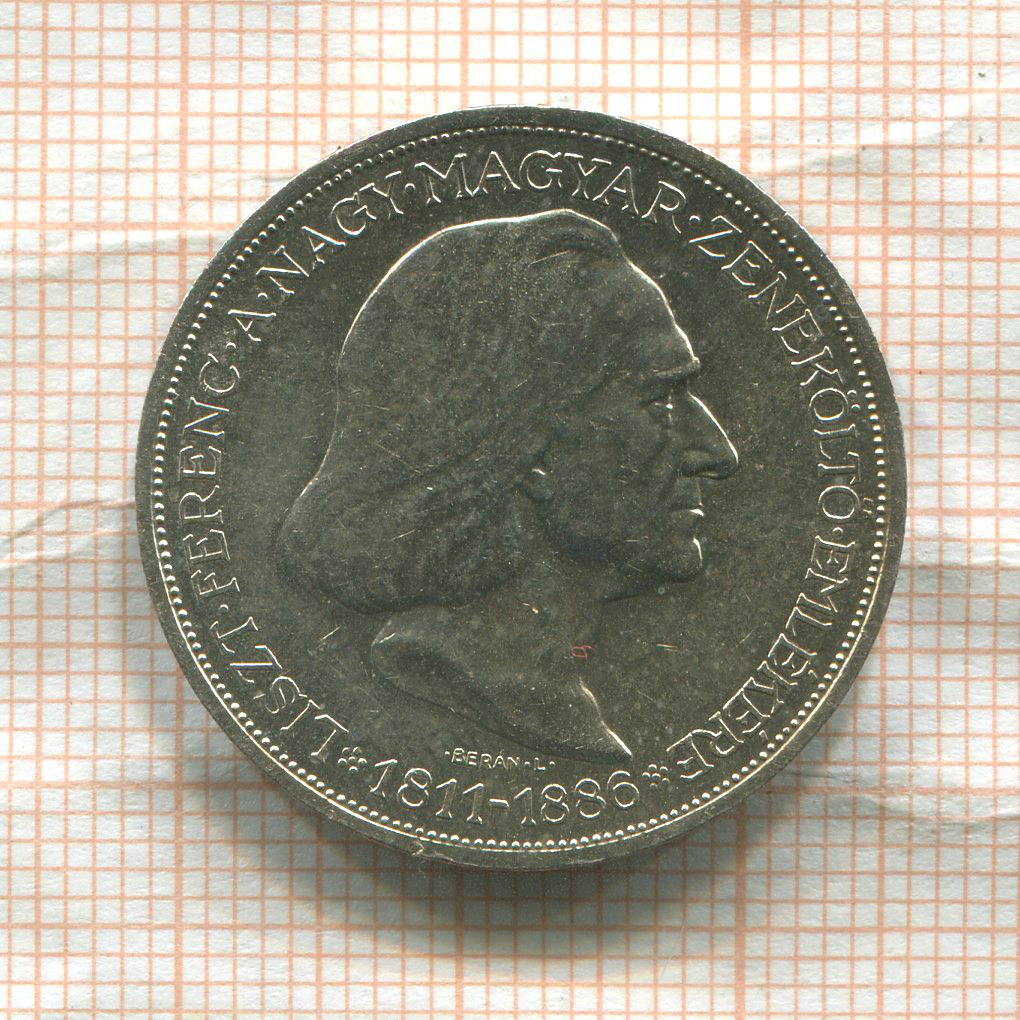 LISZT·FERENC·A·NAGY·MAGYAR·ZENEKÖLTŐ·EMLÉKÉRE
·BERÁN·L·
1811-1886